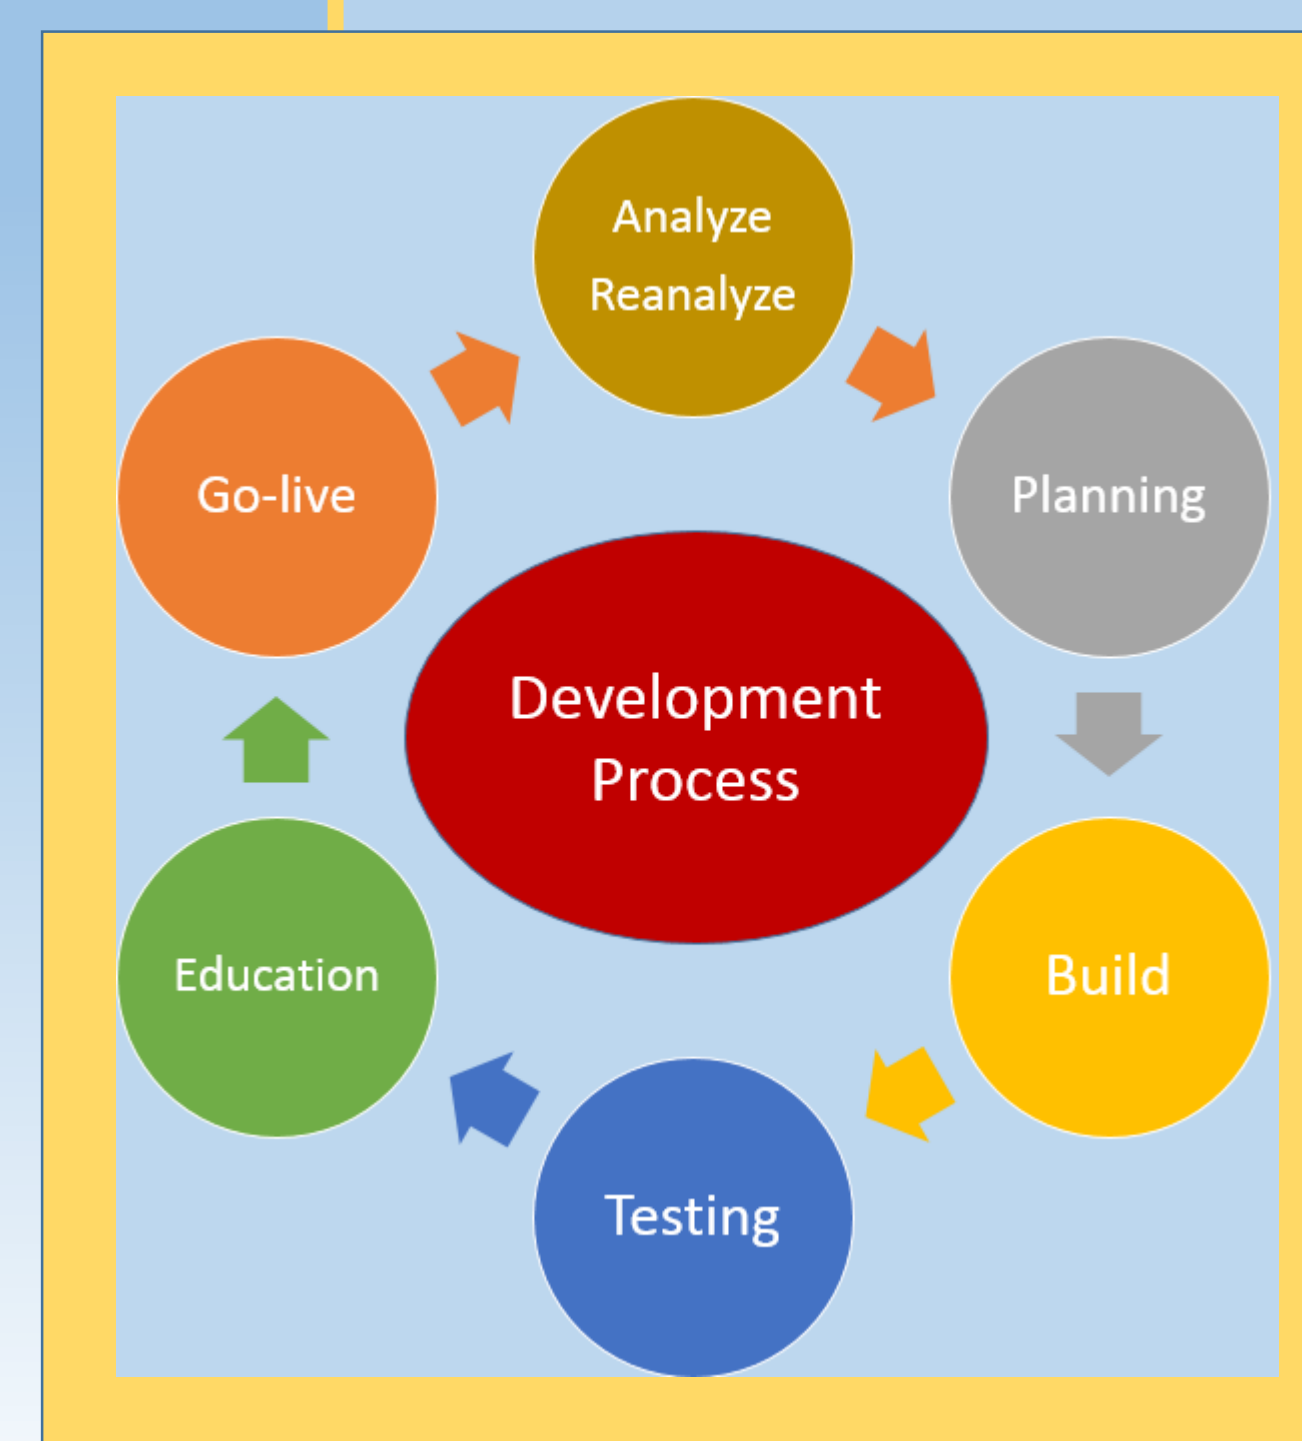 Analyze
Reanalyze
Planning
Build
Testing
Education
Go-live
Development
Process